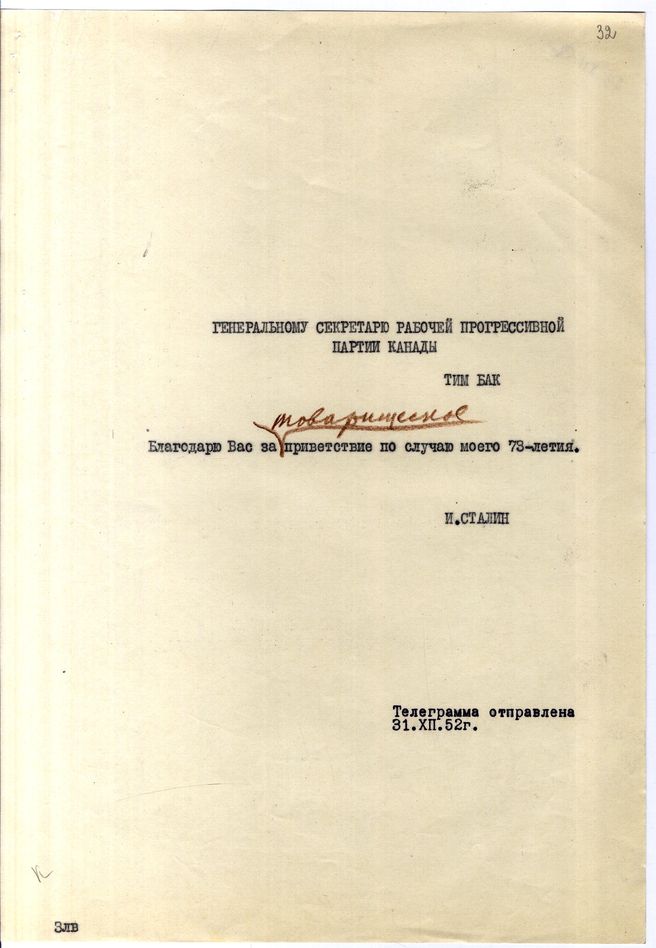 32
ГЕНЕРАЛЬНОМУ СЕКРЕТАРЮ РАБОЧЕЙ ПРОГРЕССИВНОЙ
ПАРТИИ КАНАДЫ
ТИМ БАК
товарищеское
Благодарю Вас за приветствие по случаю моего 73-летия.
И.СТАЛИН
Телеграмма отправлена
31.ХП.52г.
3лв